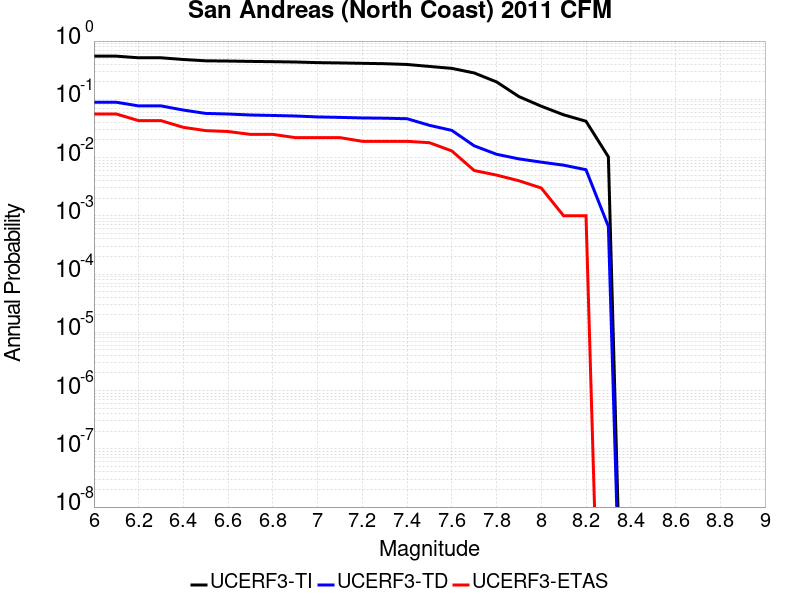 San Andreas (North Coast) 2011 CFM
10^0
10^-1
10^-2
10^-3
10^-4
10^-5
10^-6
10^-7
10^-8
Annual Probability
6 6.2 6.4 6.6 6.8 7 7.2 7.4 7.6 7.8 8 8.2 8.4 8.6 8.8 9
Magnitude
UCERF3-TI UCERF3-TD UCERF3-ETAS